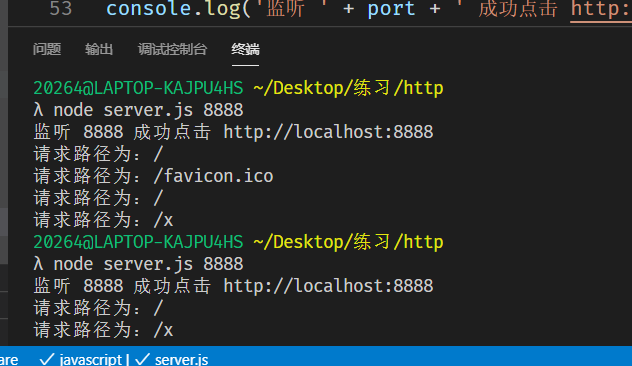 53 console.log('监听 ' + port + ' 成功点击 http:
问题 输出 调试控制台 终端
20264@LAPTOP-KAJPU4HS ~/Desktop/练习/http
λ node server.js 8888
监听 8888 成功点击 http://localhost:8888
请求路径为: /
请求路径为: /favicon.ico
请求路径为: /
请求路径为: /x
20264@LAPTOP-KAJPU4HS ~/Desktop/练习/http
λ node server.js 8888
监听 8888 成功点击 http://localhost:8888
请求路径为: /
请求路径为: /x
are ✓ javascript | ✓ server.js